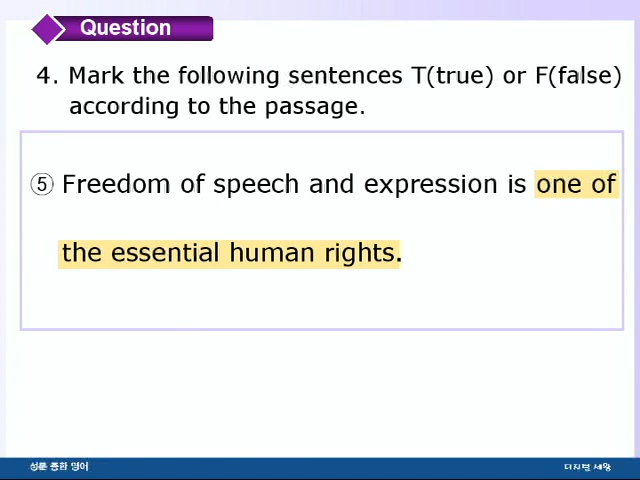 Question
4. Mark the following sentences T(true) or F(false)
according to the passage.
⑤ Freedom of speech and expression is one of
the essential human rights.
성문 종합 영어
디지털 세왕